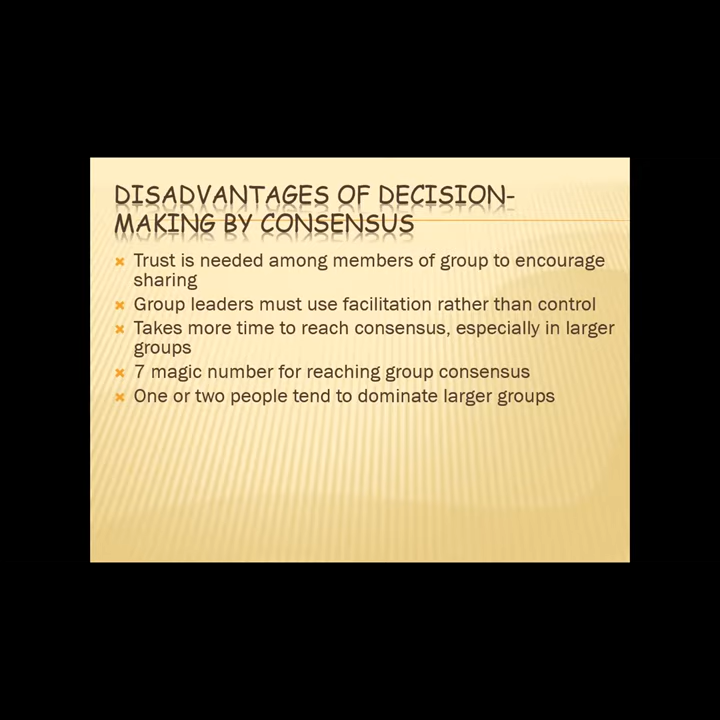 DISADVANTAGES OF DECISION-
MAKING BY CONSENSUS
Trust is needed among members of group to encourage
sharing
Group leaders must use facilitation rather than control
Takes more time to reach consensus, especially in larger
groups
7 magic number for reaching group consensus
One or two people tend to dominate larger groups